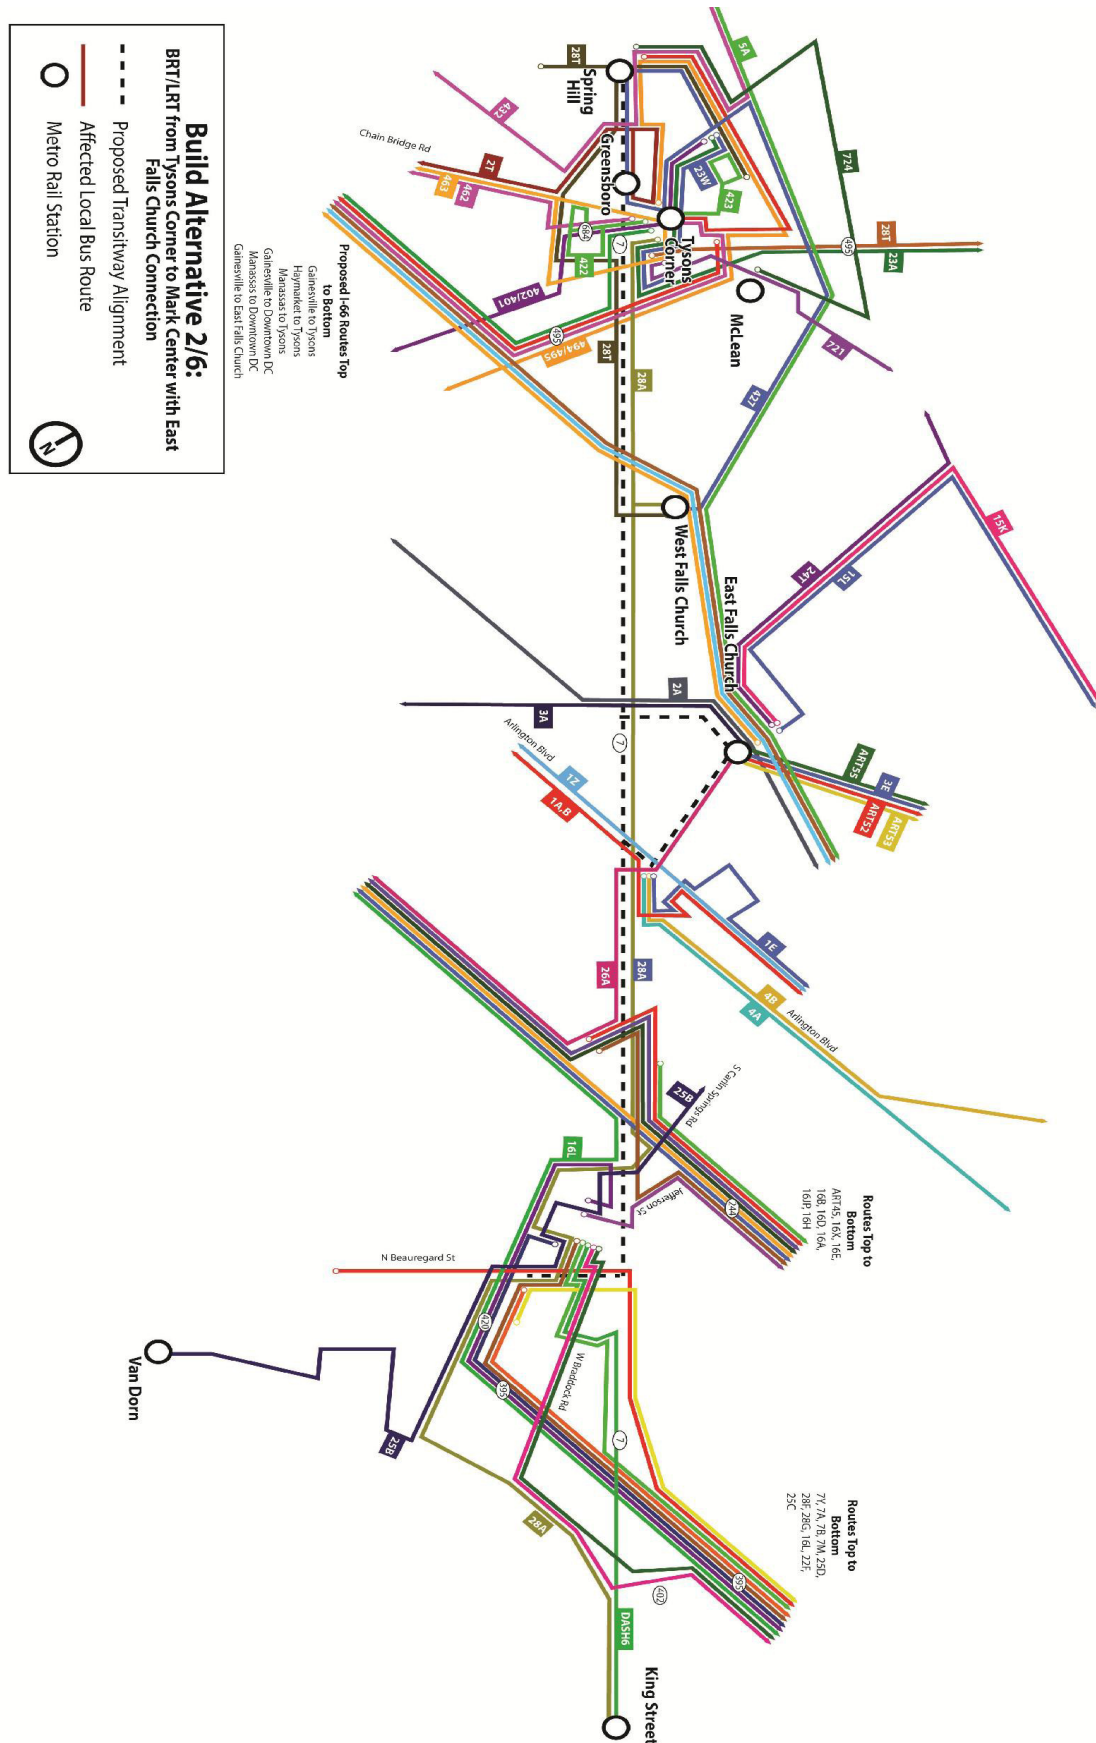 Build Alternative 2/6:
BRT/LRT from Tysons Corner to Mark Center with East
Falls Church Connection
Proposed Transitway Alignment
Affected Local Bus Route
Metro Rail Station
N
Proposed I-66 Routes Top
to Bottom
Gainesville to Tysons
Haymarket to Tysons
Manassas to Tysons
Gainesville to Downtown DC
Manassas to Downtown DC
Gainesville to East Falls Church
Spring
Hill
Greensboro
Tysons
Corner
McLean
West Falls Church
East Falls Church
Van Dorn
King Street
28T
432
Chain Bridge Rd
2T
463
462
402/401
494/495
495
684
422
7
423
23W
5A
724
495
28T
23A
721
427
28T
28A
15K
24T
15L
2A
3A
7
Arlington Blvd
1Z
1A,B
ART55
3E
ART52
ART53
1E
26A
28A
4B
4A
Arlington Blvd
S Carlin Springs Rd
25B
16L
Jefferson St
244
Routes Top to
Bottom
ART45, 16X, 16E,
16B, 16D, 16A,
16J,P, 16H
N Beauregard St
420
395
W Braddock Rd
7
25B
28A
402
395
DASH6
Routes Top to
Bottom
7Y, 7A, 7B, 7M, 25D,
28F, 28G, 16L, 22F,
25C